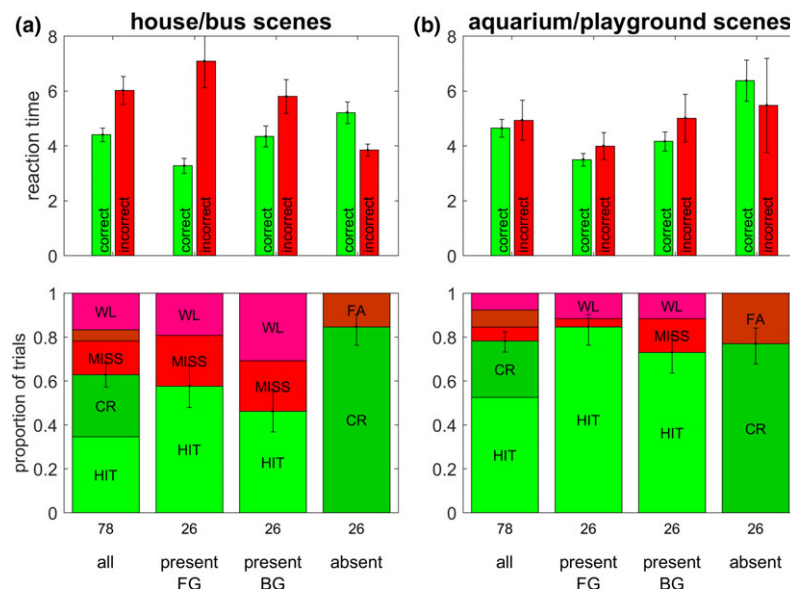 (a) house/bus scenes
(b) aquarium/playground scenes
reaction time
8
6
4
2
0
correct
incorrect
correct
incorrect
correct
incorrect
correct
incorrect
8
6
4
2
0
correct
incorrect
correct
incorrect
correct
incorrect
correct
incorrect
proportion of trials
1
0.8
0.6
0.4
0.2
0
WL
MISS
CR
HIT
WL
MISS
HIT
WL
MISS
HIT
FA
CR
1
0.8
0.6
0.4
0.2
0
CR
HIT
WL
HIT
WL
MISS
HIT
FA
CR
78 26 26 26
all present present absent
FG BG
78 26 26 26
all present present absent
FG BG